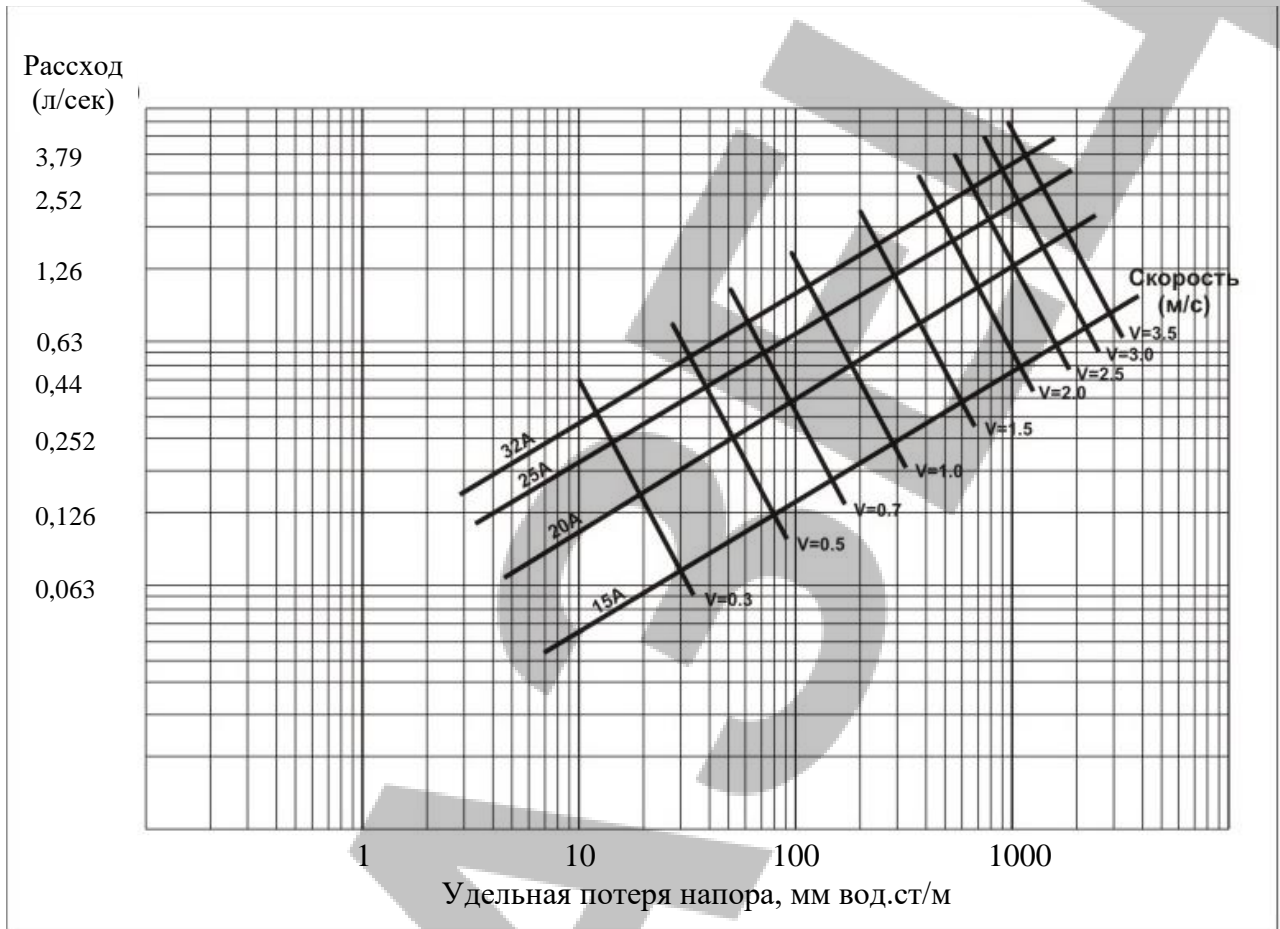 Рассход
(л/сек)
3,79
2,52
1,26
0,63
0,44
0,252
0,126
0,063
32A
25A
20A
15A
Скорость
(м/с)
V=3.5
V=3.0
V=2.5
V=2.0
V=1.5
V=1.0
V=0.7
V=0.5
V=0.3
1 10 100 1000
Удельная потеря напора, мм вод.ст/м